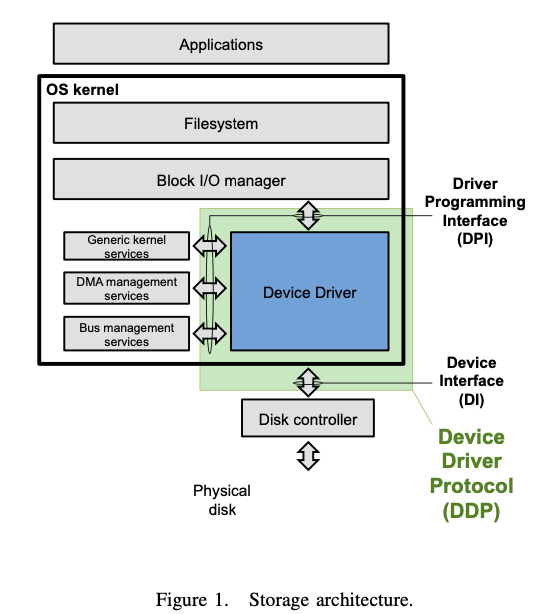 Applications
OS kernel
Filesystem
Block I/O manager
Driver
Programming
Interface
(DPI)
Generic kernel
services
DMA management
services
Bus management
services
Device Driver
Device
Interface
(DI)
Disk controller
Device
Driver
Protocol
(DDP)
Physical
disk
Figure 1. Storage architecture.